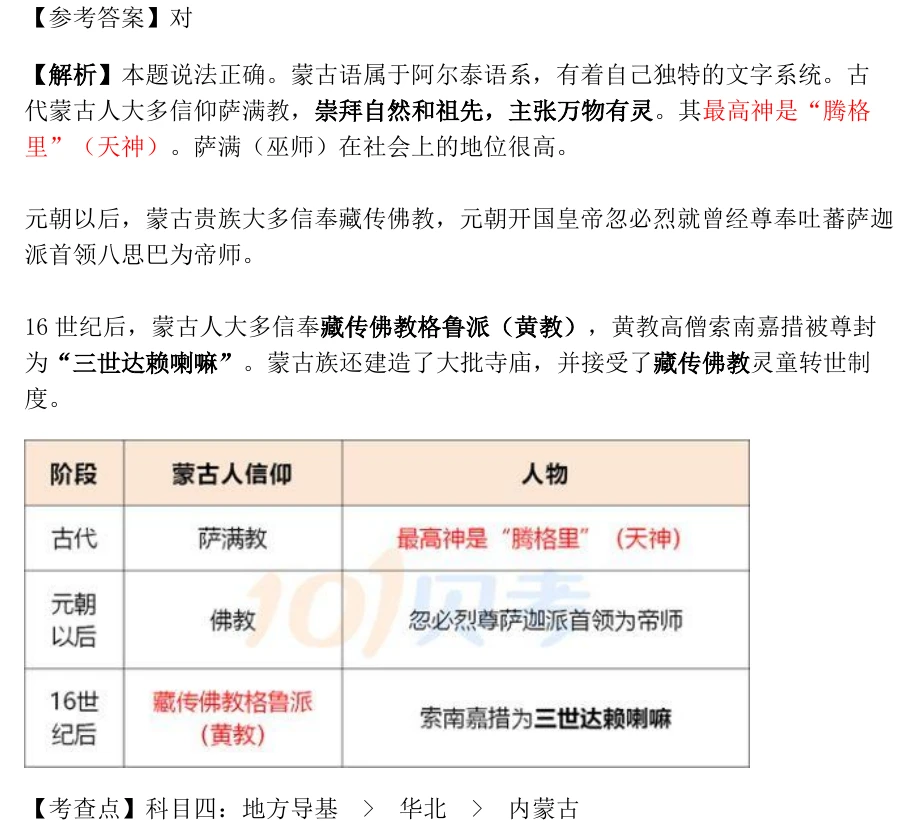 【参考答案】对
【解析】本题说法正确。蒙古语属于阿尔泰语系，有着自己独特的文字系统。古
代蒙古人大多信仰萨满教，崇拜自然和祖先，主张万物有灵。其最高神是“腾格
里”（天神）。萨满（巫师）在社会上的地位很高。
元朝以后，蒙古贵族大多信奉藏传佛教，元朝开国皇帝忽必烈就曾经尊奉吐蕃萨迦
派首领八思巴为帝师。
16 世纪后，蒙古人大多信奉藏传佛教格鲁派（黄教），黄教高僧索南嘉措被尊封
为“三世达赖喇嘛”。蒙古族还建造了大批寺庙，并接受了藏传佛教灵童转世制
度。
阶段 蒙古人信仰 人物
古代 萨满教 最高神是“腾格里”（天神）
元朝
以后 佛教 忽必烈尊萨迦派首领为帝师
16世
纪后 藏传佛教格鲁派
（黄教） 索南嘉措为三世达赖喇嘛
101贝考
【考查点】科目四：地方导基 > 华北 > 内蒙古